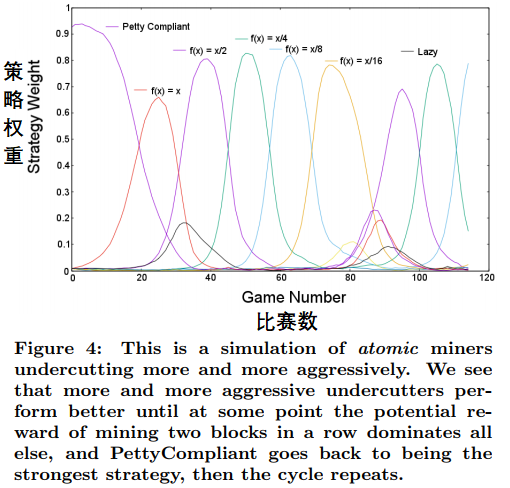 1
0.9
0.8
0.7
0.6
0.5
0.4
0.3
0.2
0.1
0
策略权重
Strategy Weight
Petty Compliant
f(x) = x
f(x) = x/2
f(x) = x/4
f(x) = x/8
f(x) = x/16
Lazy
0 20 40 60 80 100 120
Game Number
比赛数
Figure 4: This is a simulation of atomic miners
undercutting more and more aggressively. We see
that more and more aggressive undercutters per-
form better until at some point the potential re-
ward of mining two blocks in a row dominates all
else, and PettyCompliant goes back to being the
strongest strategy, then the cycle repeats.